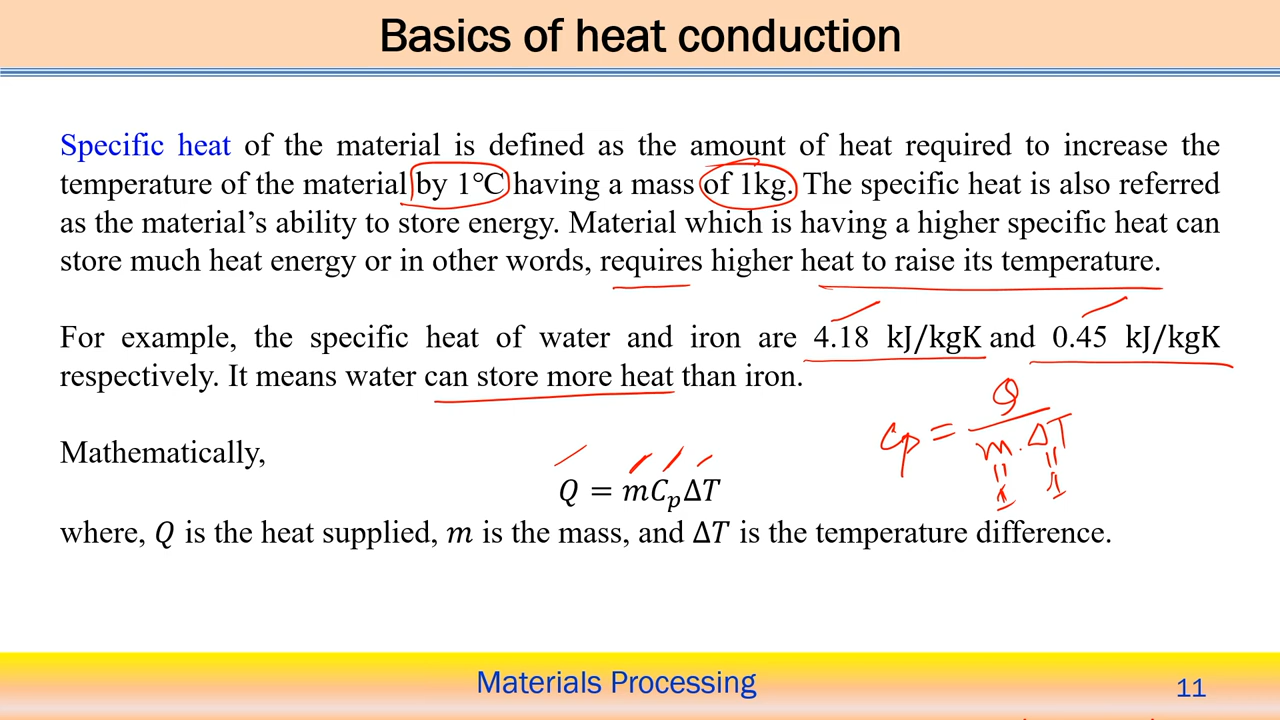 Basics of heat conduction
Specific heat of the material is defined as the amount of heat required to increase the
temperature of the material by 1°C having a mass of 1kg. The specific heat is also referred
as the material's ability to store energy. Material which is having a higher specific heat can
store much heat energy or in other words, requires higher heat to raise its temperature.
For example, the specific heat of water and iron are 4.18 kJ/kgK and 0.45 kJ/kgK
respectively. It means water can store more heat than iron.
Cp = Q / m . ΔT
= =
1 1
Mathematically,
Q = mCpΔT
where, Q is the heat supplied, m is the mass, and ΔT is the temperature difference.
Materials Processing
11